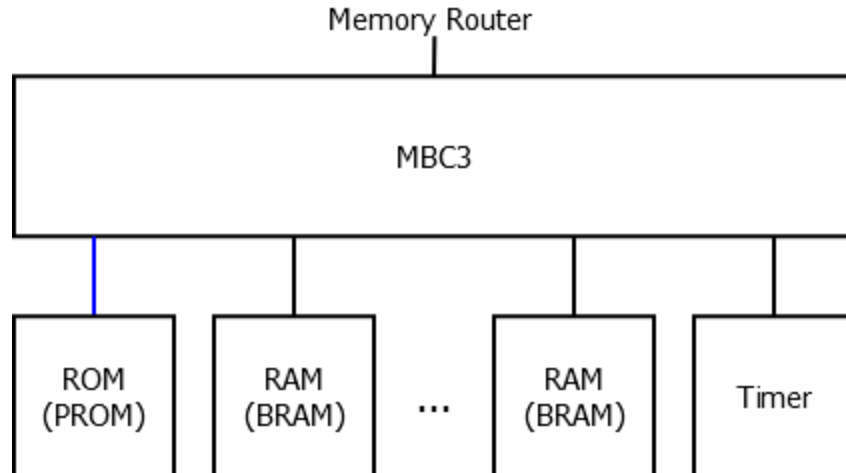 Memory Router
MBC3
ROM
(PROM)
RAM
(BRAM)
...
RAM
(BRAM)
Timer